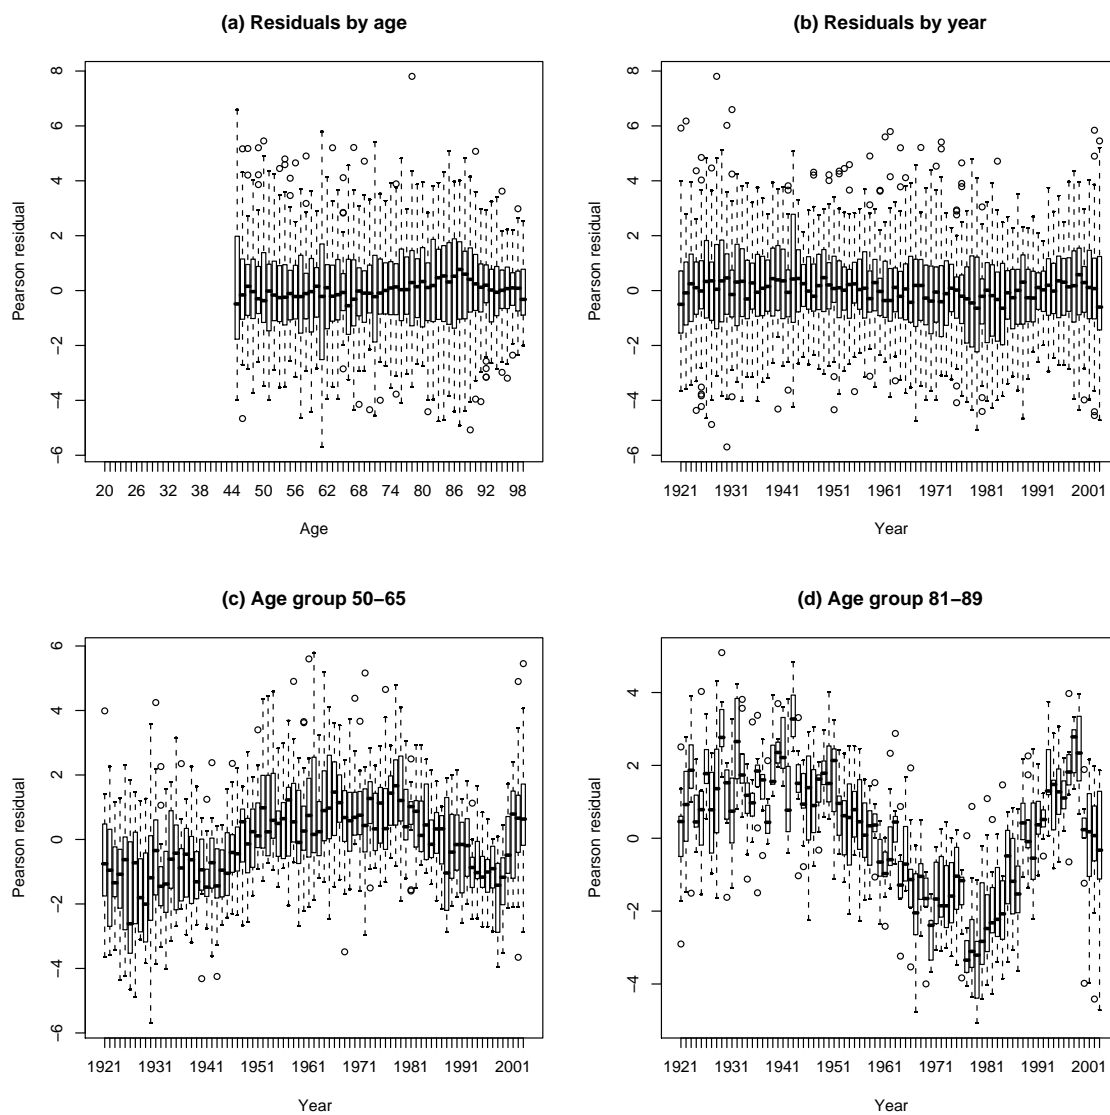 (a) Residuals by age
Pearson residual
8
6
4
2
0
−2
−4
−6
20 26 32 38 44 50 56 62 68 74 80 86 92 98
Age
(b) Residuals by year
Pearson residual
8
6
4
2
0
−2
−4
−6
1921 1931 1941 1951 1961 1971 1981 1991 2001
Year
(c) Age group 50−65
Pearson residual
6
4
2
0
−2
−4
−6
1921 1931 1941 1951 1961 1971 1981 1991 2001
Year
(d) Age group 81−89
Pearson residual
4
2
0
−2
−4
1921 1931 1941 1951 1961 1971 1981 1991 2001
Year